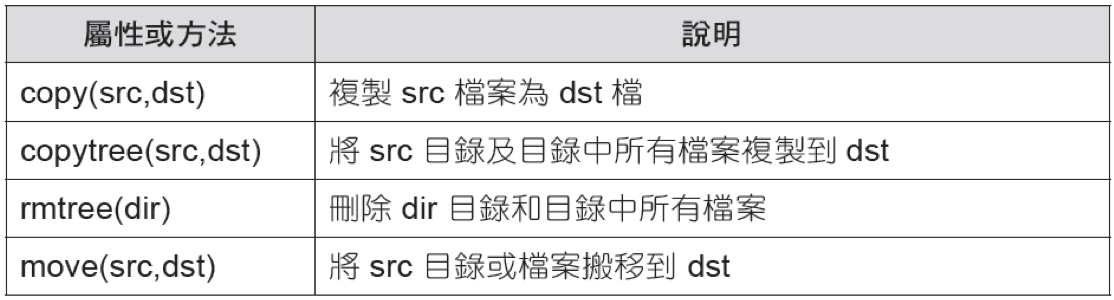 屬性或方法 說明
copy(src,dst) 複製 src 檔案為 dst 檔
copytree(src,dst) 將 src 目錄及目錄中所有檔案複製到 dst
rmtree(dir) 刪除 dir 目錄和目錄中所有檔案
move(src,dst) 將 src 目錄或檔案搬移到 dst